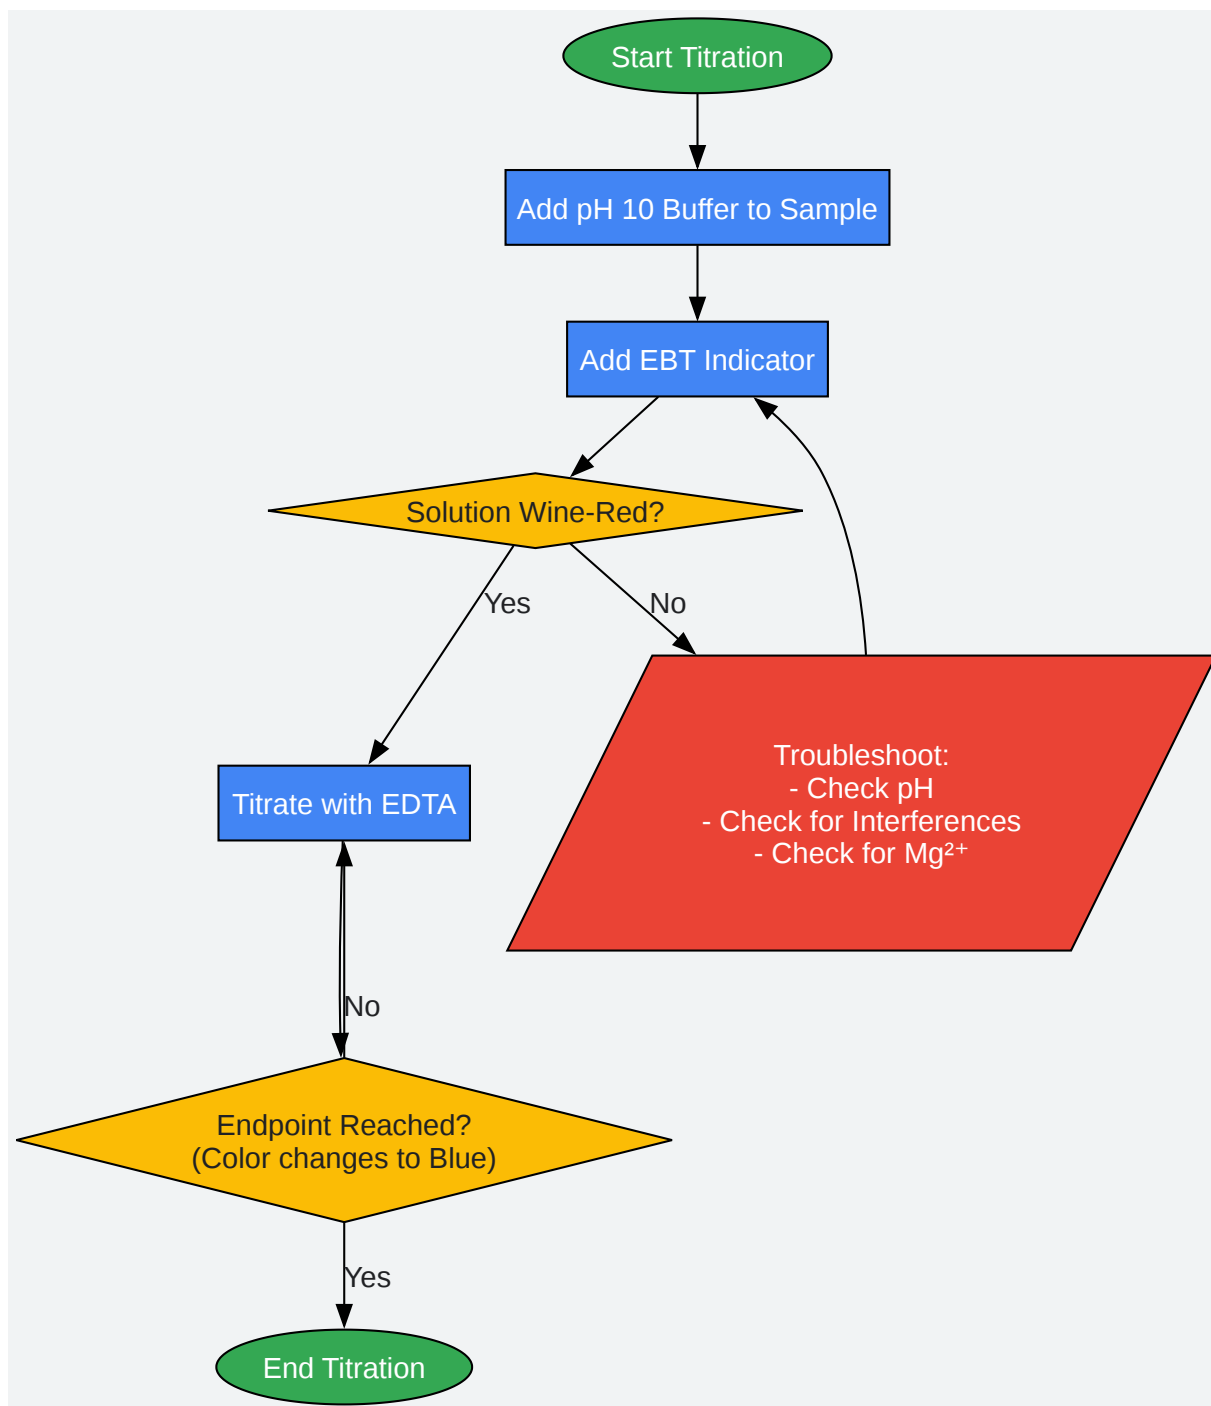 Start Titration
Add pH 10 Buffer to Sample
Add EBT Indicator
Solution Wine-Red?
Yes
No
Troubleshoot:
- Check pH
- Check for Interferences
- Check for Mg²⁺
Titrate with EDTA
No
Endpoint Reached?
(Color changes to Blue)
Yes
End Titration